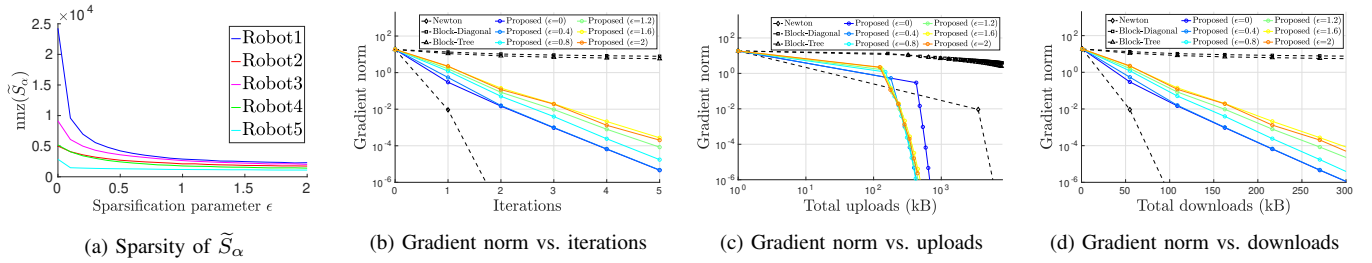 ×10⁴
2.5
2
1.5
1
0.5
0
nnz(S̃_α)
Robot1
Robot2
Robot3
Robot4
Robot5
0 0.5 1 1.5 2
Sparsification parameter ϵ
(a) Sparsity of S̃_α
Newton
Block-Diagonal
Block-Tree
Proposed (ϵ=0)
Proposed (ϵ=0.4)
Proposed (ϵ=0.8)
Proposed (ϵ=1.2)
Proposed (ϵ=1.6)
Proposed (ϵ=2)
10²
10⁰
10⁻²
10⁻⁴
10⁻⁶
Gradient norm
0 1 2 3 4 5
Iterations
(b) Gradient norm vs. iterations
Newton
Block-Diagonal
Block-Tree
Proposed (ϵ=0)
Proposed (ϵ=0.4)
Proposed (ϵ=0.8)
Proposed (ϵ=1.2)
Proposed (ϵ=1.6)
Proposed (ϵ=2)
10²
10⁰
10⁻²
10⁻⁴
10⁻⁶
Gradient norm
10⁰ 10² 10³
Total uploads (kB)
(c) Gradient norm vs. uploads
Newton
Block-Diagonal
Block-Tree
Proposed (ϵ=0)
Proposed (ϵ=0.4)
Proposed (ϵ=0.8)
Proposed (ϵ=1.2)
Proposed (ϵ=1.6)
Proposed (ϵ=2)
10²
10⁰
10⁻²
10⁻⁴
10⁻⁶
Gradient norm
0 50 100 150 200 250 300
Total downloads (kB)
(d) Gradient norm vs. downloads